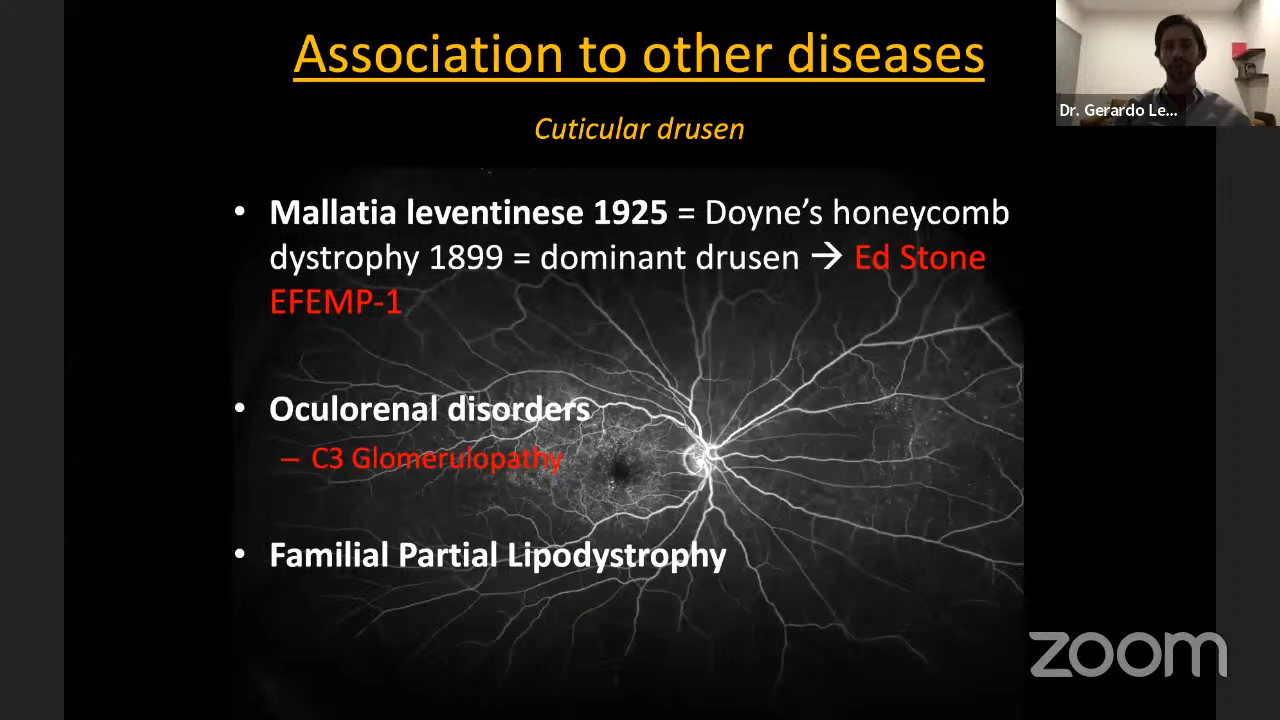 Association to other diseases
Cuticular drusen
• Mallatia leventinese 1925 = Doyne’s honeycomb
dystrophy 1899 = dominant drusen → Ed Stone
EFEMP-1
• Oculorenal disorders
– C3 Glomerulopathy
• Familial Partial Lipodystrophy
Dr. Gerardo Le...
zoom